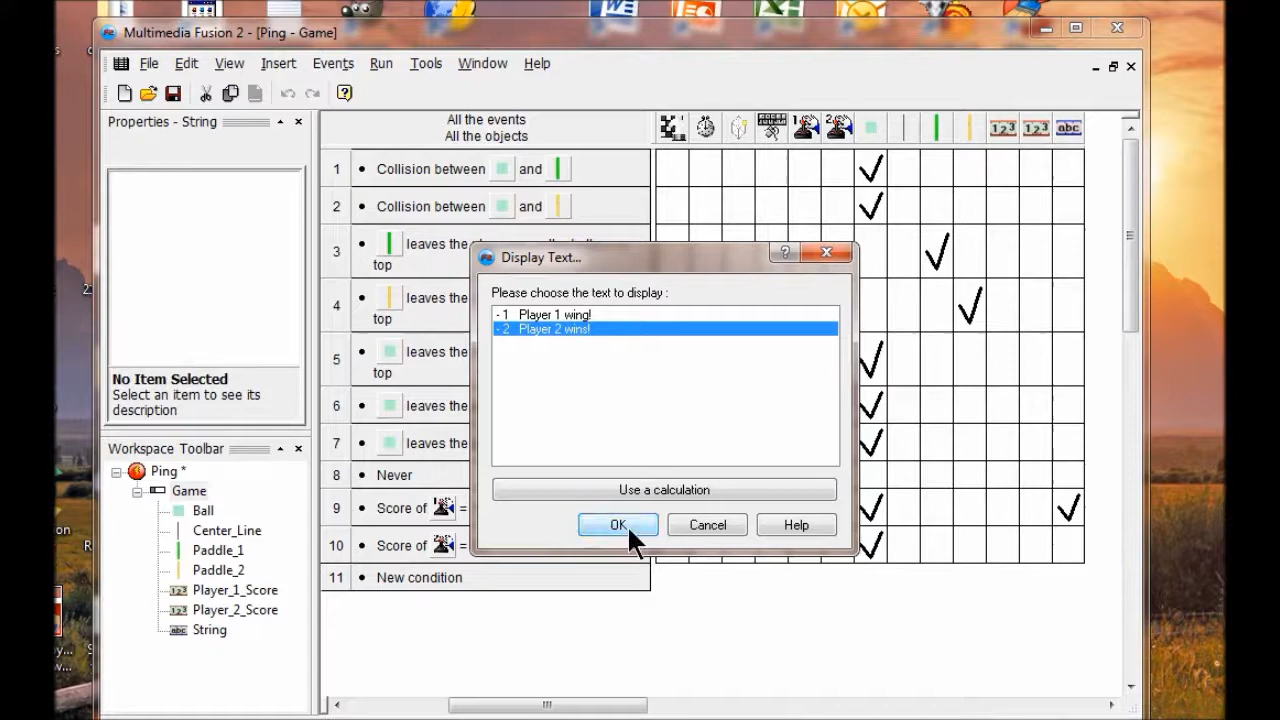 Multimedia Fusion 2 - [Ping - Game]
File Edit View Insert Events Run Tools Window Help
Properties - String
No Item Selected
Select an item to see its
description
Workspace Toolbar
Ping *
Game
Ball
Center_Line
Paddle_1
Paddle_2
Player_1_Score
Player_2_Score
String
All the events
All the objects
1 • Collision between and
2 • Collision between and
3 • leaves the
top
4 • leaves the
top
5 • leaves the
top
6 • leaves the
7 • leaves the
8 • Never
9 • Score of =
10 • Score of =
11 • New condition
123 123 abc
Display Text...
Please choose the text to display :
- 1 Player 1 wing!
- 2 Player 2 wins!
Use a calculation
OK Cancel Help